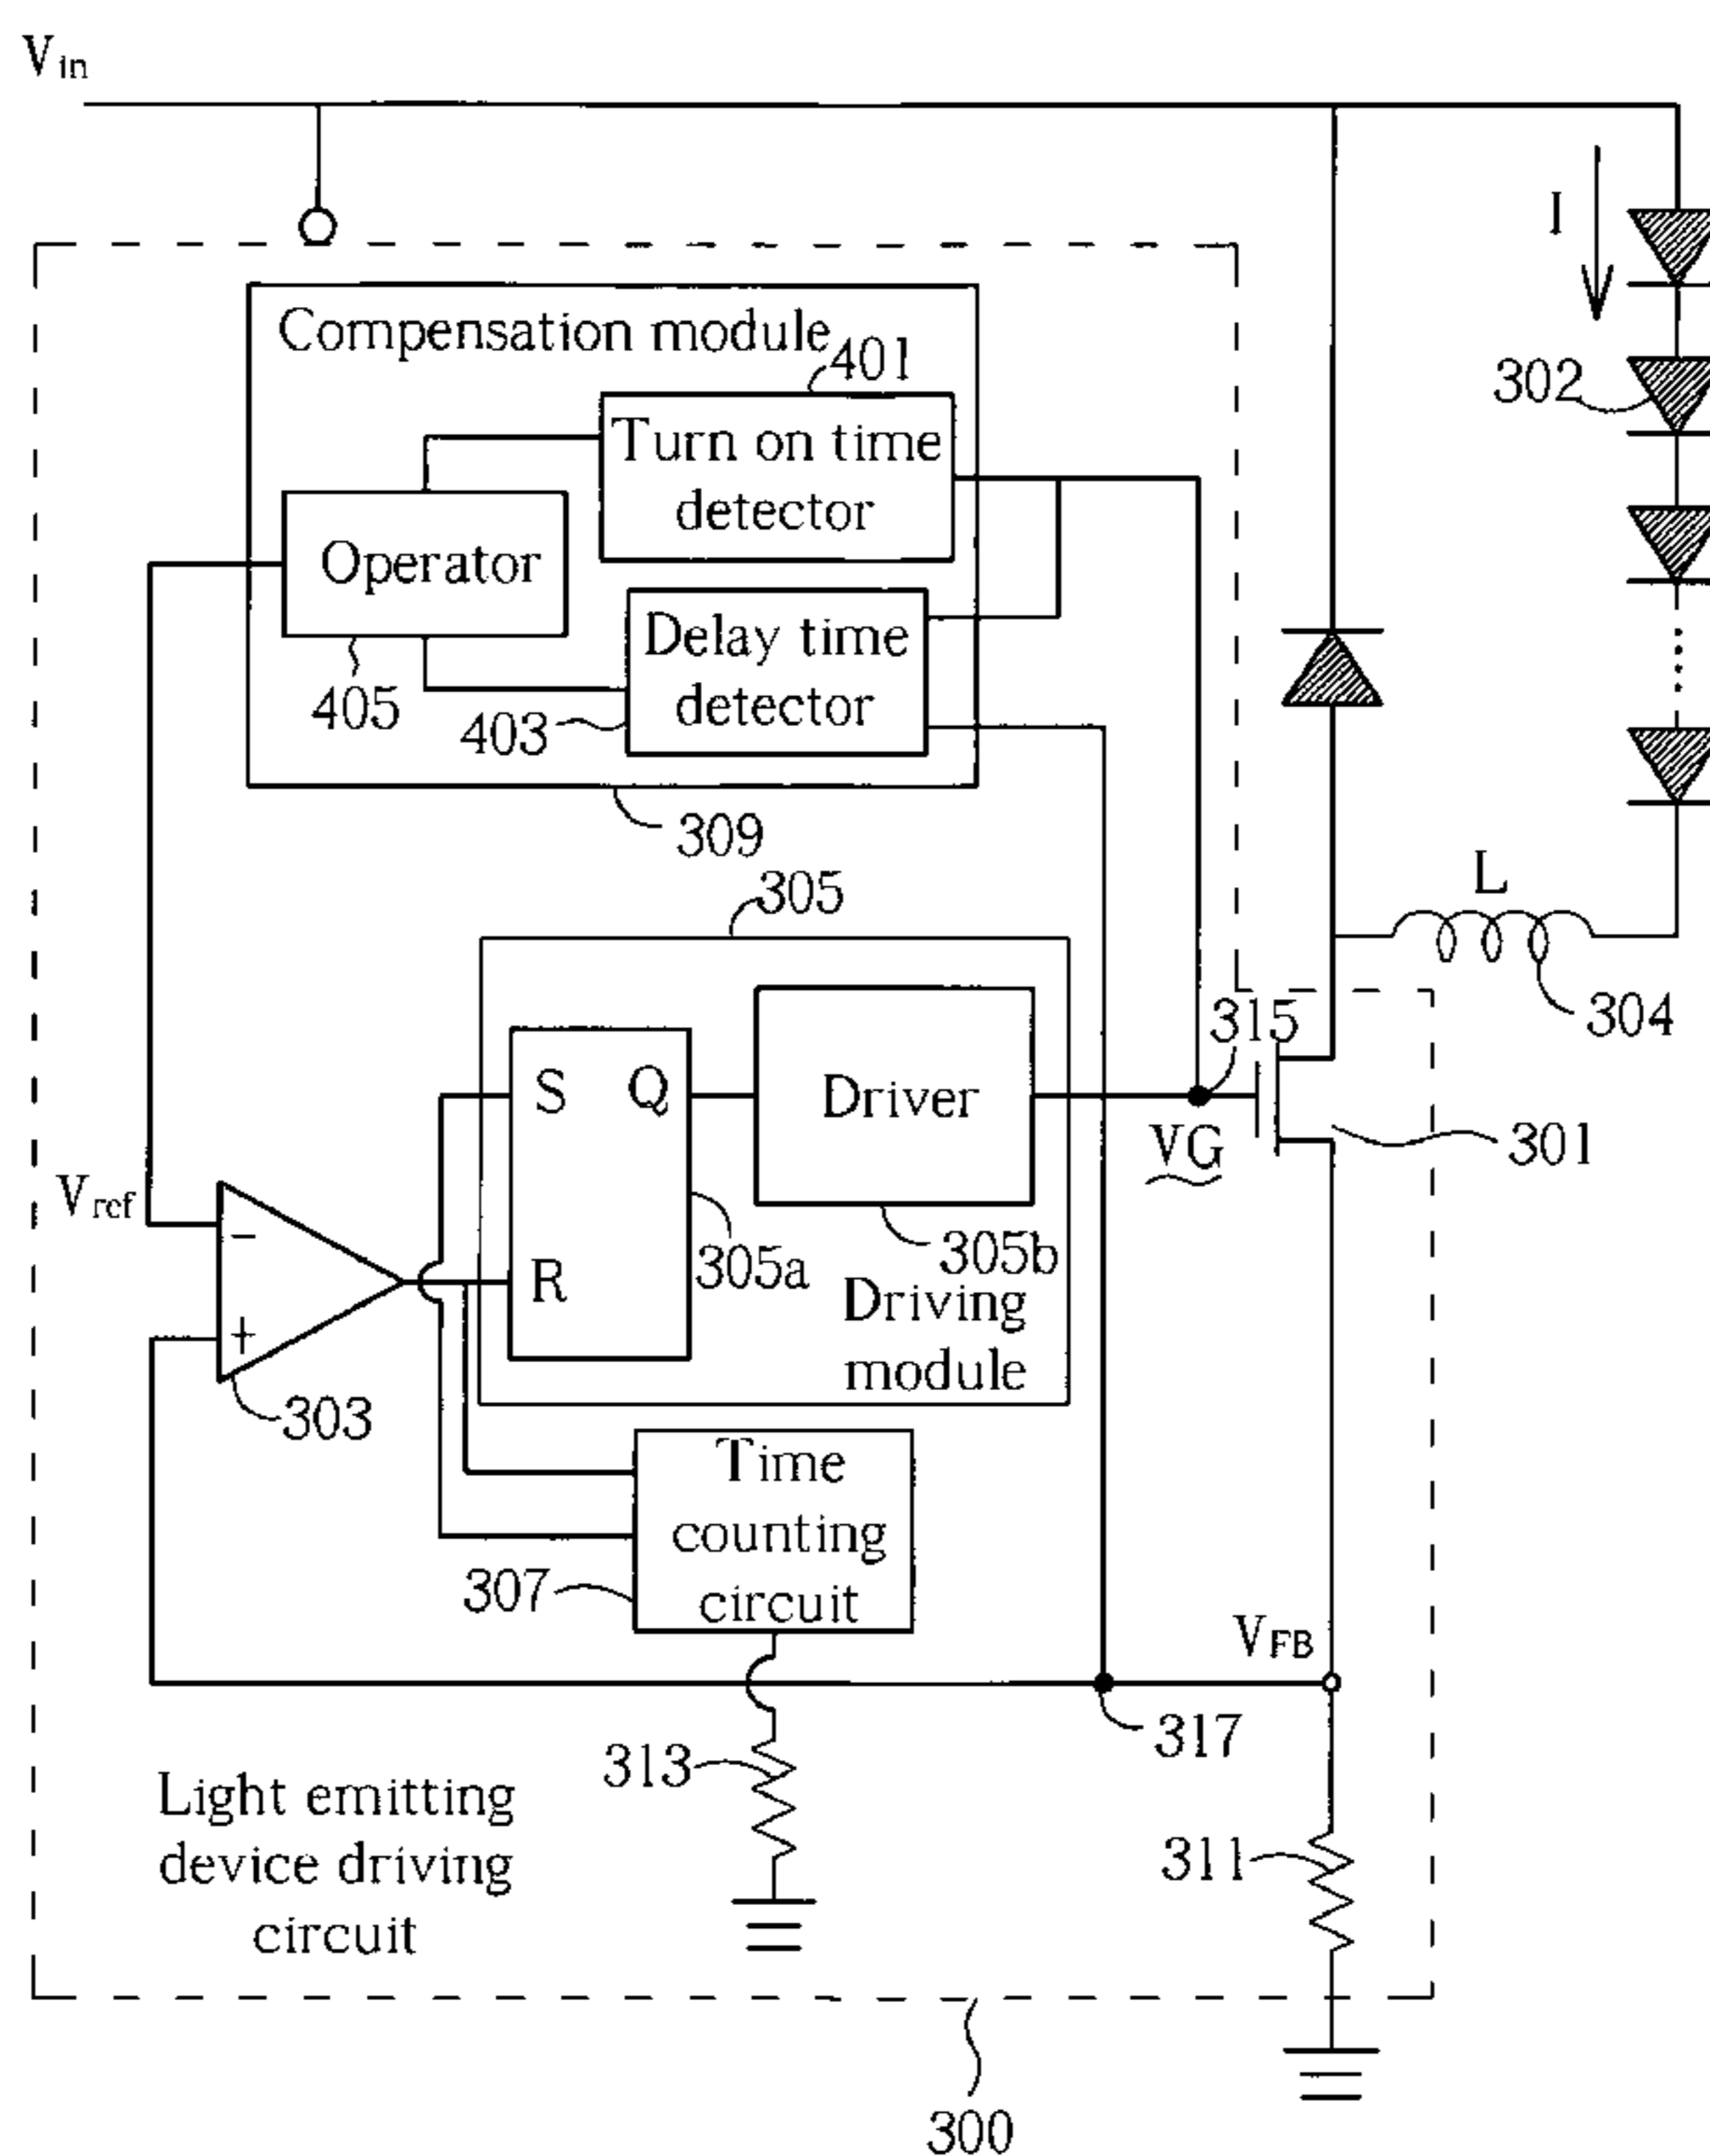 Vin
I
Compensation module
401
302
Turn on time
detector
Operator
Delay time
detector
405
403
309
L
305
304
315
S
Q
Driver
VG
301
Vref
−
305a
305b
R
Driving
module
+
303
Time
counting
circuit
307
VFB
317
313
Light emitting
device driving
circuit
311
300